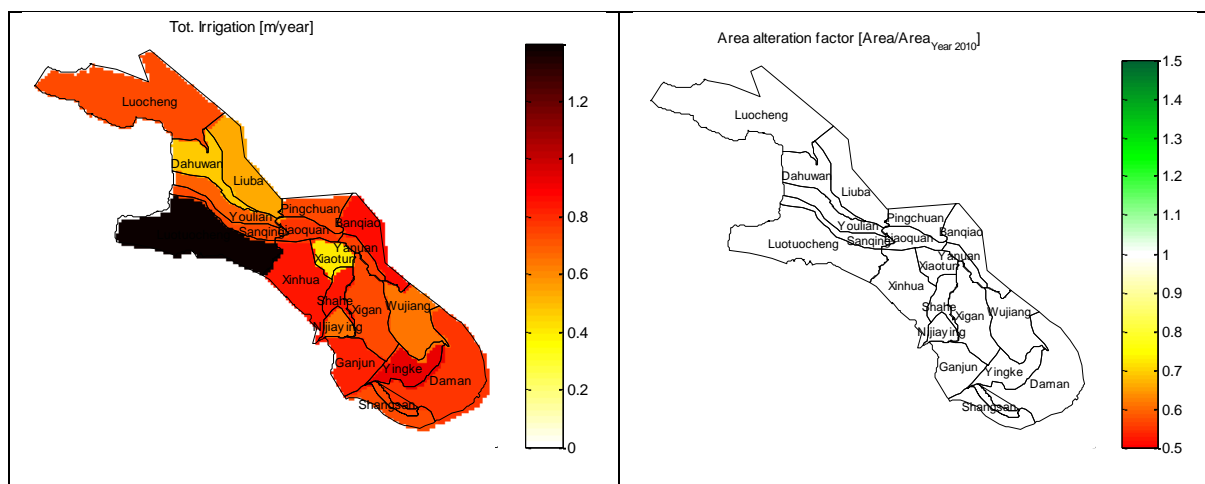 Tot. Irrigation [m/year]
Luocheng
Dahuwan
Liuba
Youlian
Pingchuan
Sanqing
Liaoquan
Banqiao
Yanuan
Xiaotun
Xinhua
Shahe
Xigan
Wujiang
Nijiaying
Ganjun
Yingke
Daman
Shangsan
1.2
1
0.8
0.6
0.4
0.2
0
Area alteration factor [Area/Area Year 2010]
Luocheng
Dahuwan
Liuba
Youlian
Pingchuan
Luotuocheng
Sanqing
Liaoquan
Banqiao
Yanuan
Xiaotun
Xinhua
Shahe
Xigan
Wujiang
Nijiaying
Ganjun
Yingke
Daman
Shangsan
1.5
1.4
1.3
1.2
1.1
1
0.9
0.8
0.7
0.6
0.5